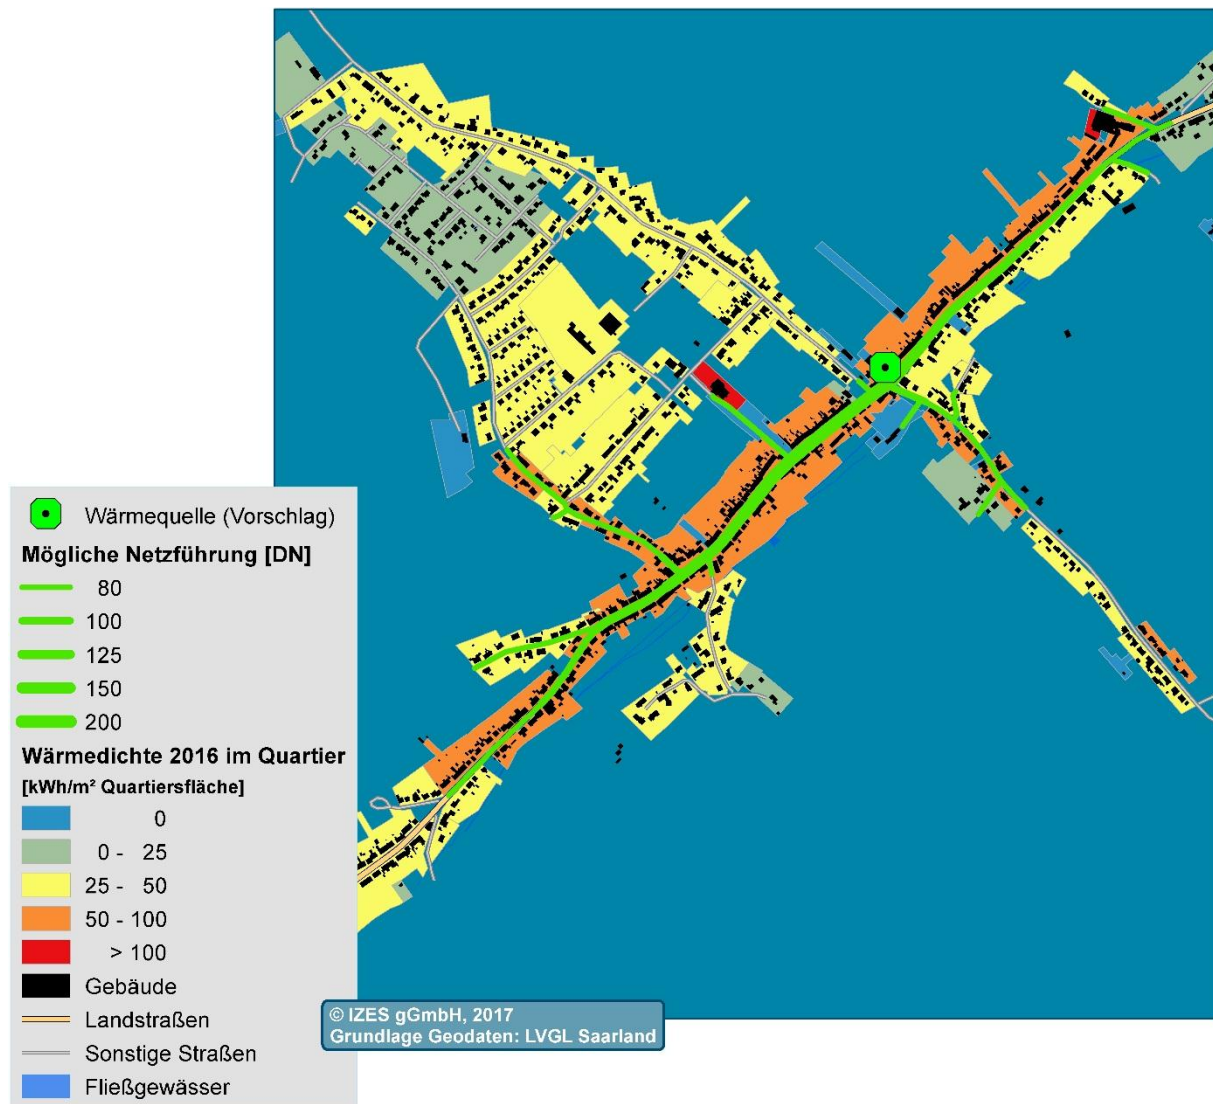 Wärmequelle (Vorschlag)
Mögliche Netzführung [DN]
80
100
125
150
200
Wärmedichte 2016 im Quartier
[kWh/m² Quartiersfläche]
0
0 - 25
25 - 50
50 - 100
> 100
Gebäude
Landstraßen
Sonstige Straßen
Fließgewässer
© IZES gGmbH, 2017
Grundlage Geodaten: LVGL Saarland